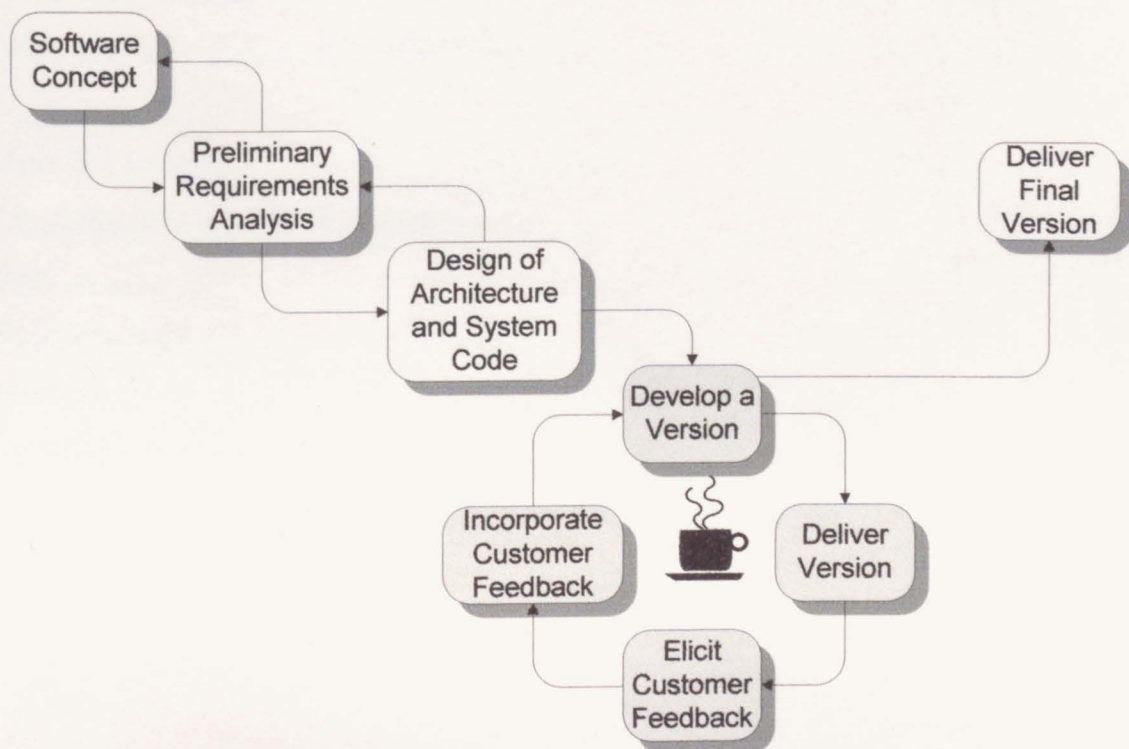 Software
Concept
Preliminary
Requirements
Analysis
Design of
Architecture
and System
Code
Deliver
Final
Version
Develop a
Version
Deliver
Version
Elicit
Customer
Feedback
Incorporate
Customer
Feedback